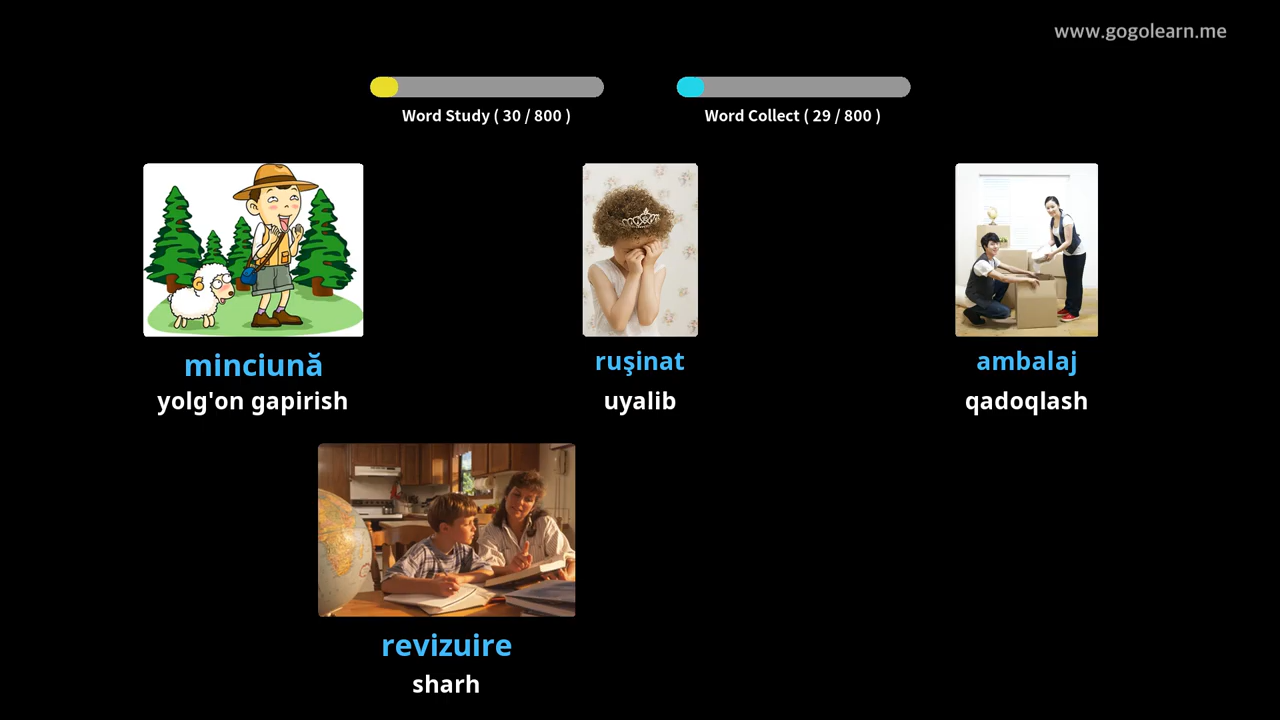 www.gogolearn.me
Word Study ( 30 / 800 )
Word Collect ( 29 / 800 )
minciună
yolg'on gapirish
ruşinat
uyalib
ambalaj
qadoqlash
revizuire
sharh